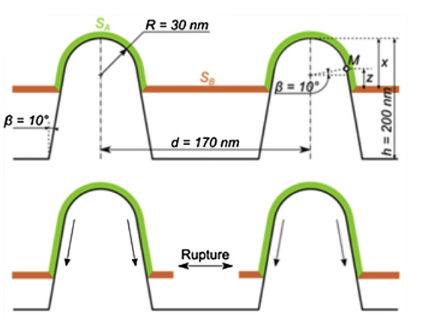 S_A
R = 30 nm
S_B
M
x
z
β = 10°
β = 10°
h = 200 nm
d = 170 nm
Rupture